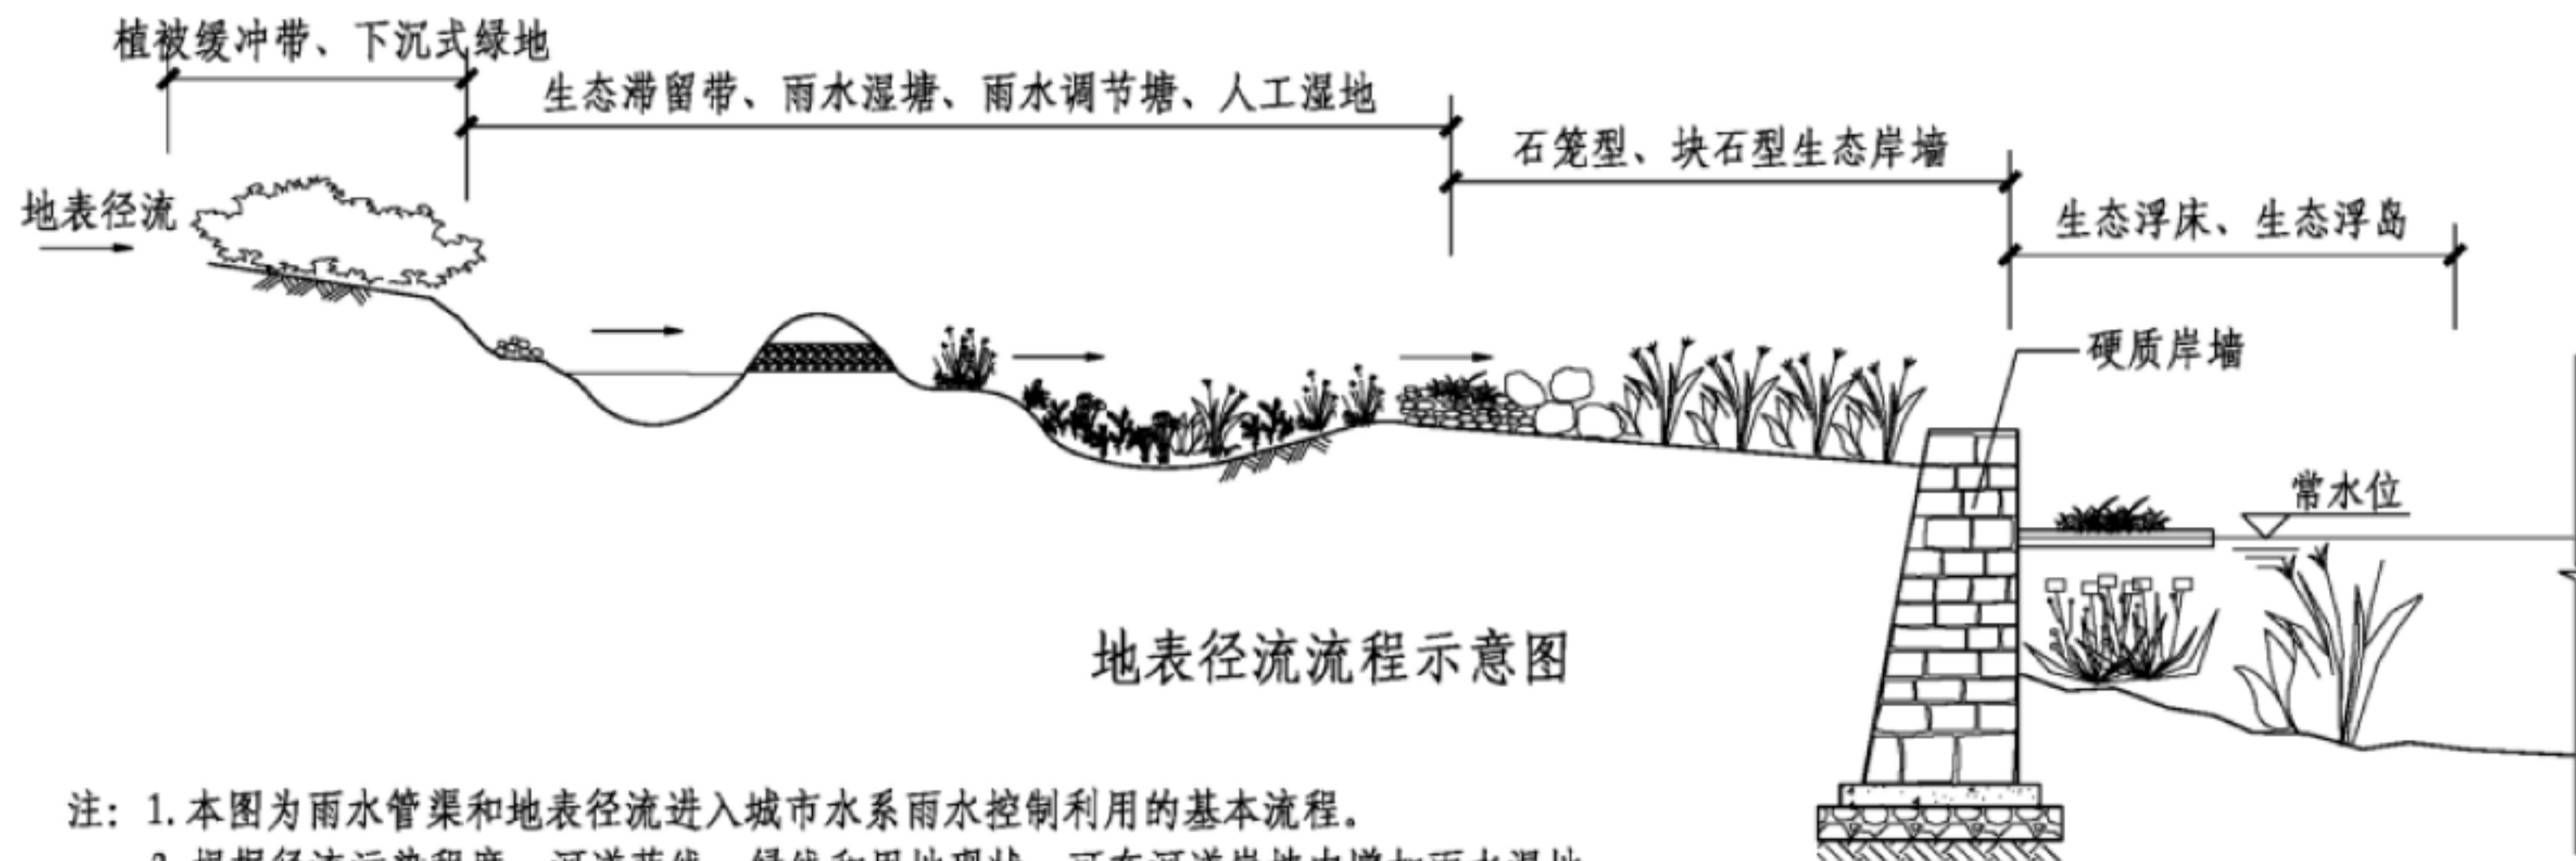 植被缓冲带、下沉式绿地
生态滞留带、雨水湿塘、雨水调节塘、人工湿地
石笼型、块石型生态岸墙
生态浮床、生态浮岛
地表径流
硬质岸墙
常水位
地表径流流程示意图
注：1.本图为雨水管渠和地表径流进入城市水系雨水控制利用的基本流程。